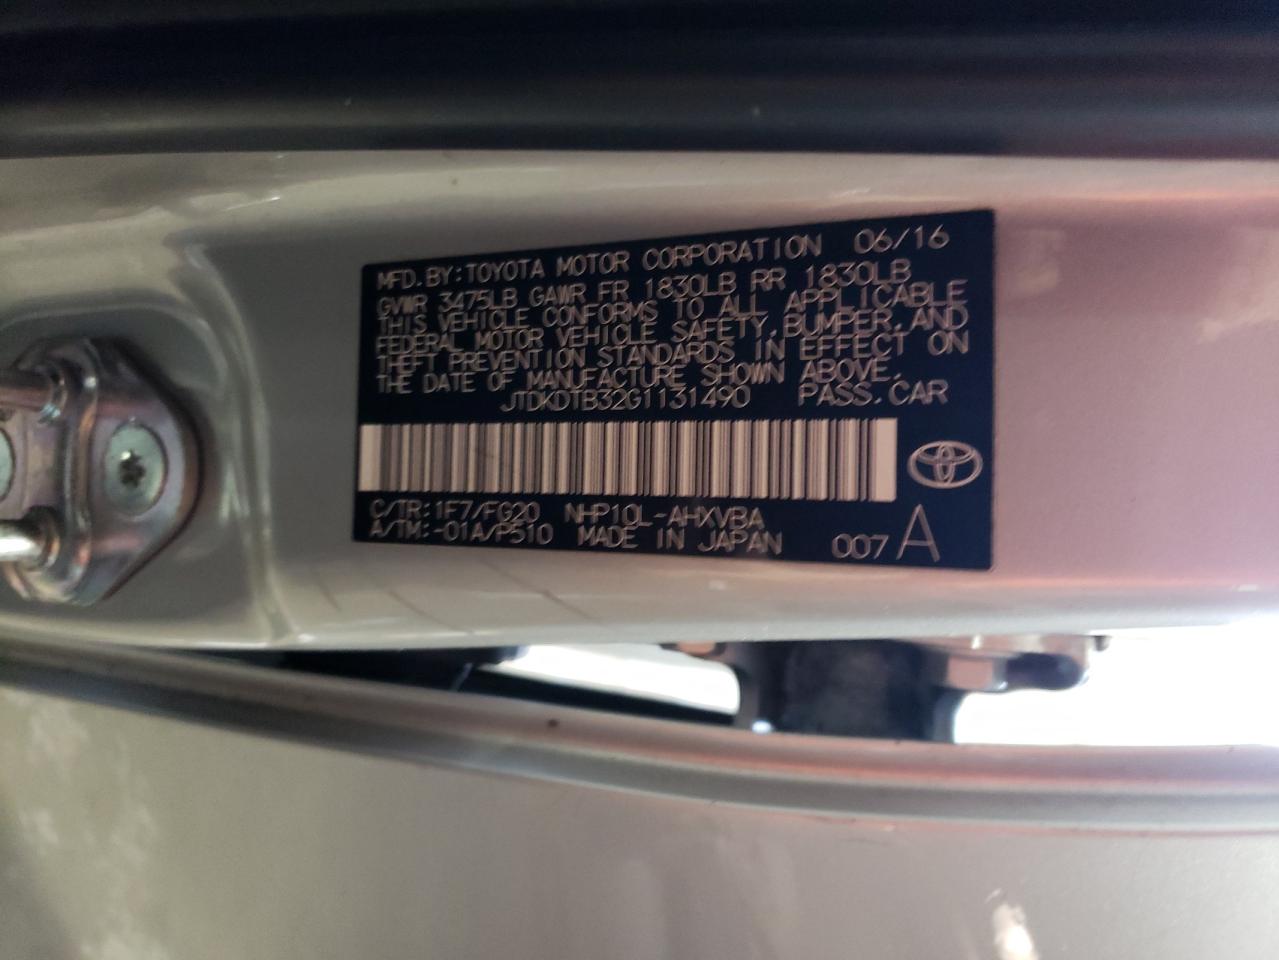 MFD. BY: TOYOTA MOTOR CORPORATION 06/16
GVWR 3475LB GAWR FR 1830LB RR 1830LB
THIS VEHICLE CONFORMS TO ALL APPLICABLE
FEDERAL MOTOR VEHICLE SAFETY, BUMPER, AND
THEFT PREVENTION STANDARDS IN EFFECT ON
THE DATE OF MANUFACTURE SHOWN ABOVE.
JTDKDTB32G1131490 PASS. CAR
C/TR: 1F7/FG20 NHP10L-AHXVBA
A/TM: -01A/P510 MADE IN JAPAN 007 A